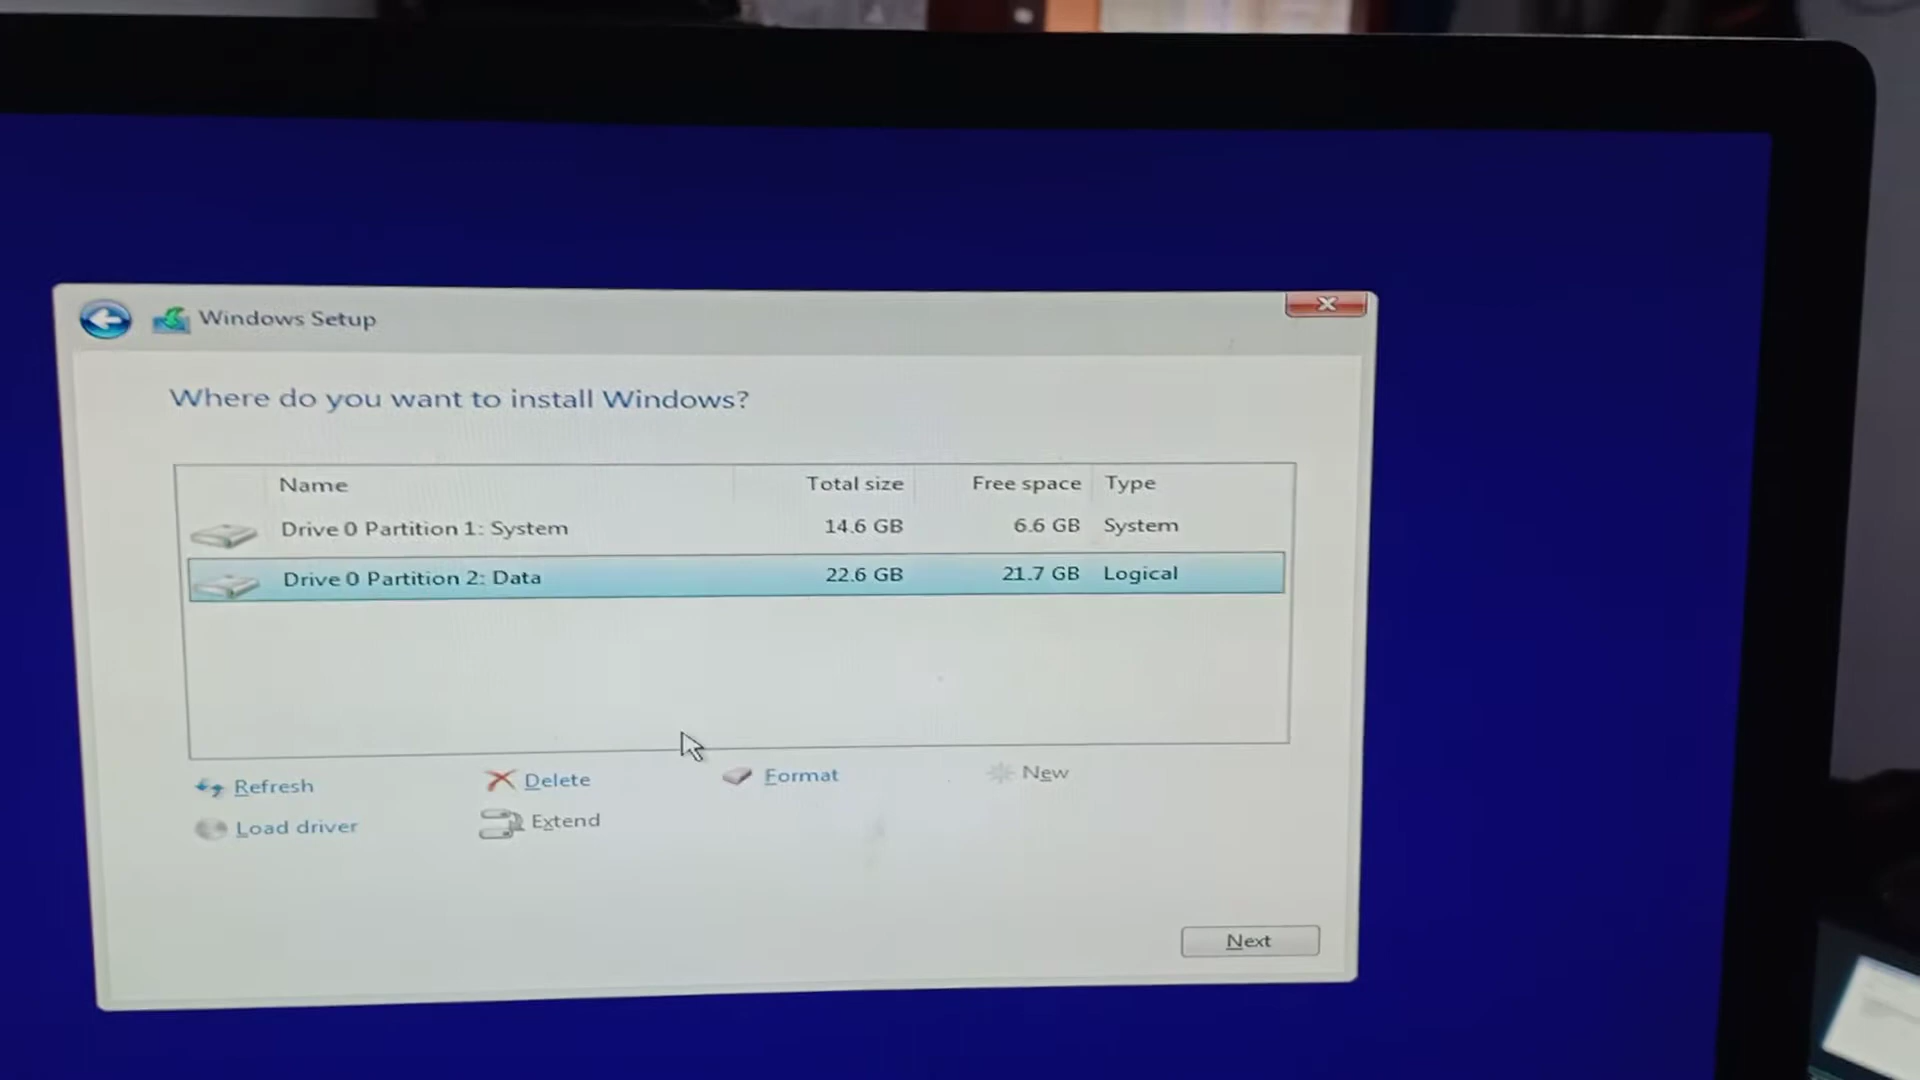 Windows Setup
Where do you want to install Windows?
Name Total size Free space Type
Drive 0 Partition 1: System 14.6 GB 6.6 GB System
Drive 0 Partition 2: Data 22.6 GB 21.7 GB Logical
Refresh Delete Format New
Load driver Extend
Next